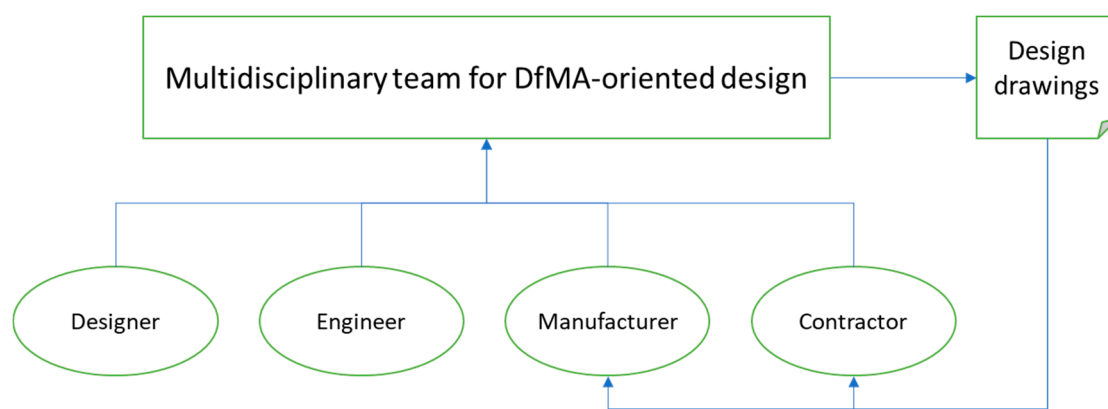 Multidisciplinary team for DfMA-oriented design
Design
drawings
Designer
Engineer
Manufacturer
Contractor